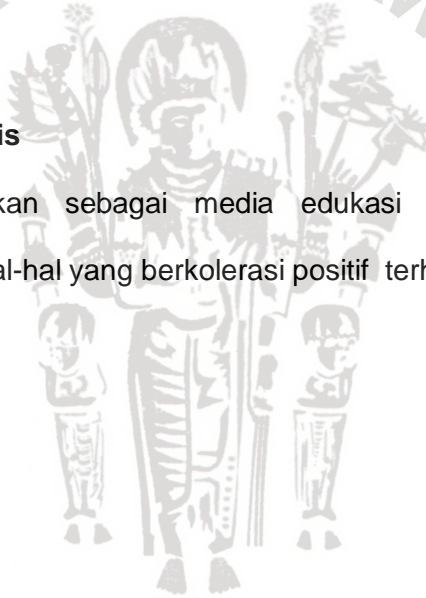 is
kan sebagai media edukasi
al-hal yang berkolerasi positif terh